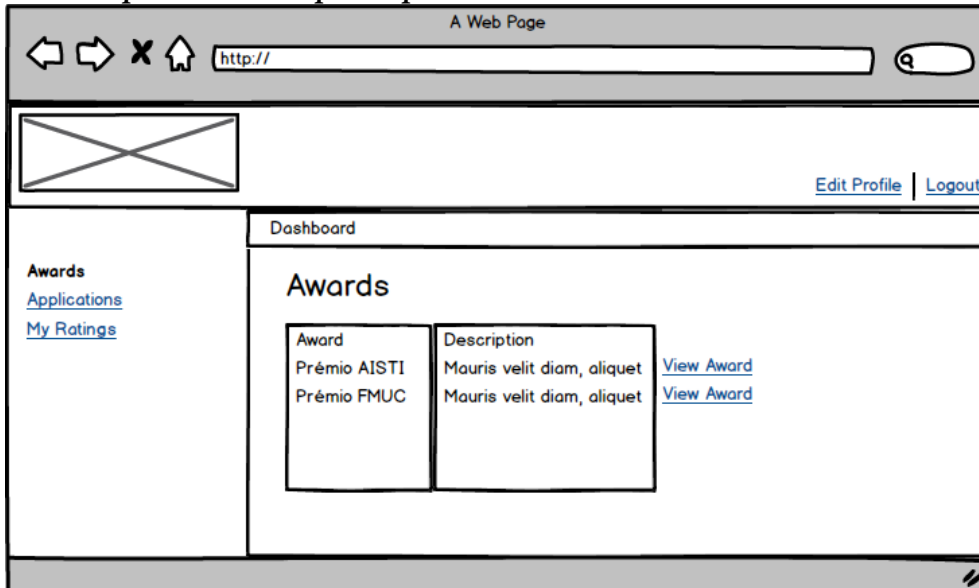 A Web Page
http://
Edit Profile Logout
Dashboard
Awards
Applications
My Ratings
Awards
Award Description
Prémio AISTI Mauris velit diam, aliquet View Award
Prémio FMUC Mauris velit diam, aliquet View Award